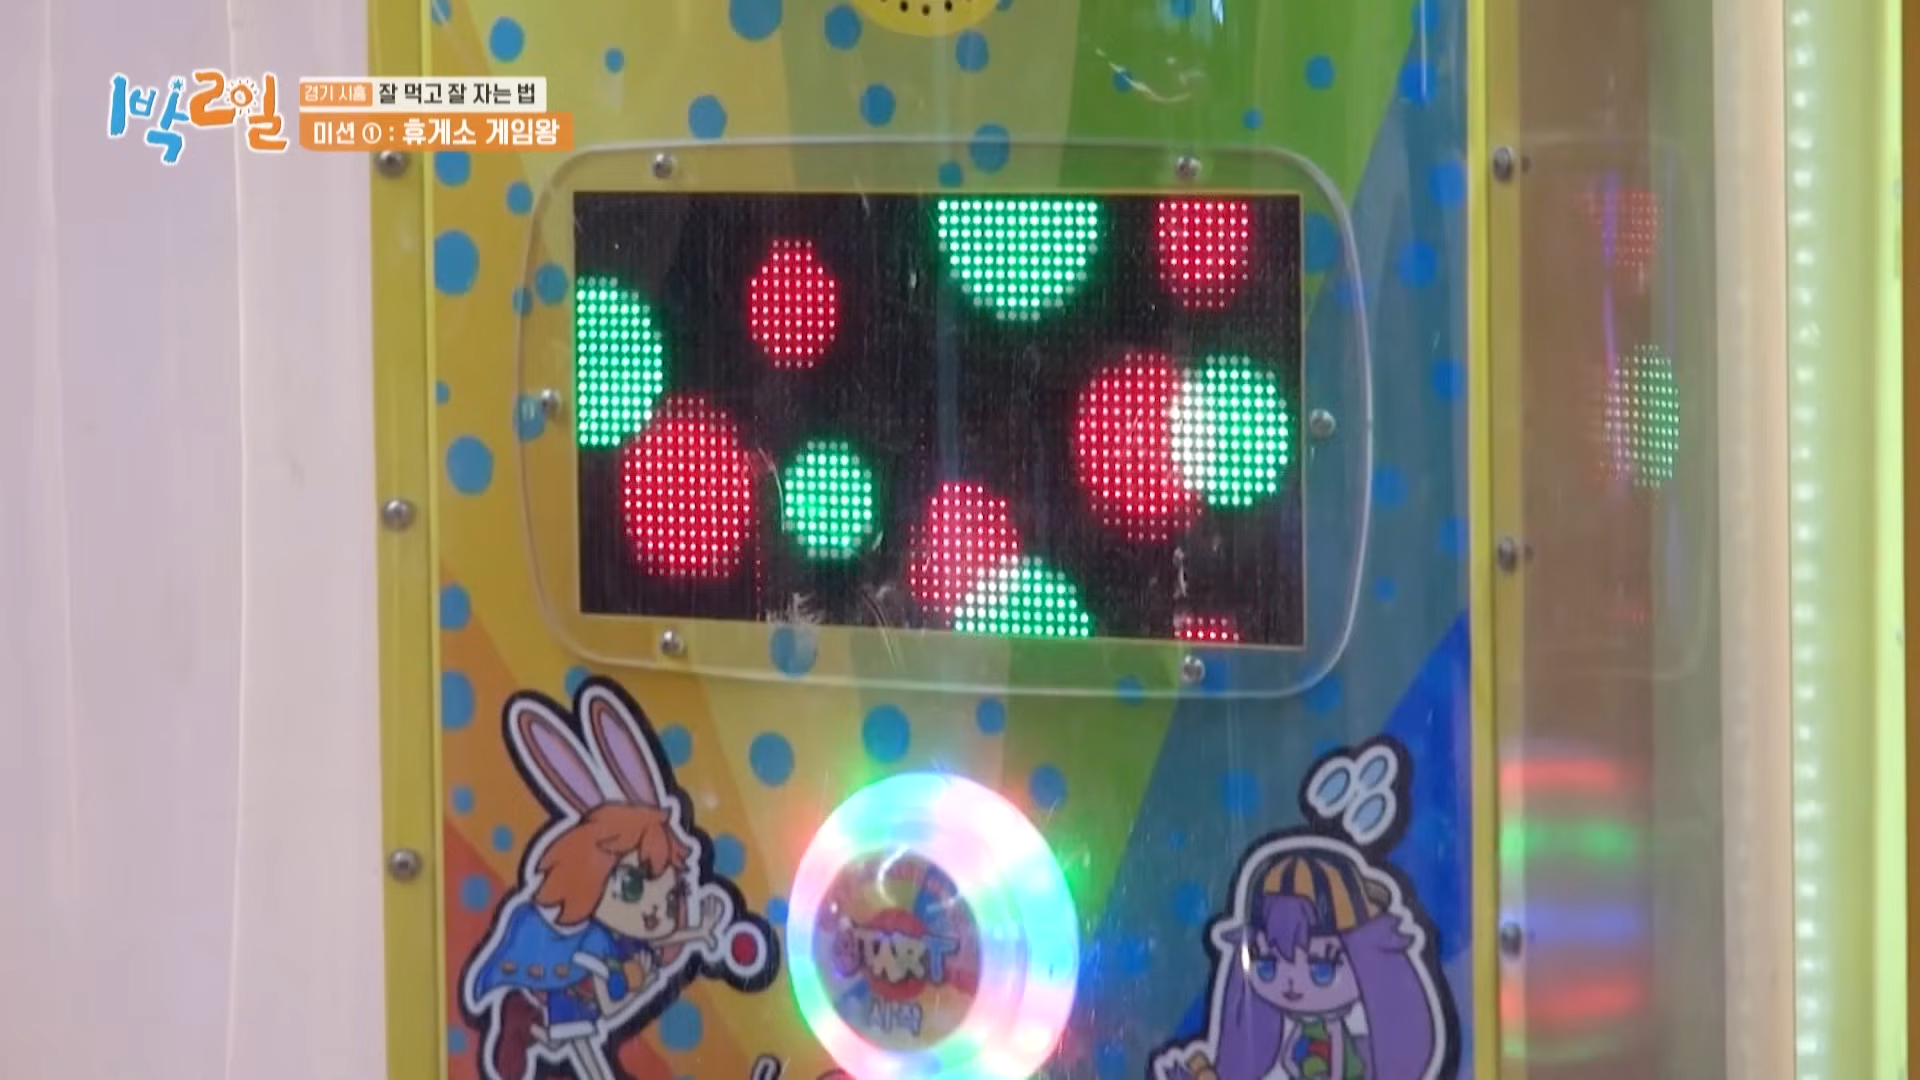 1박2일
경기 시흥 잘 먹고 잘 자는 법
미션 ① : 휴게소 게임왕
START
시작